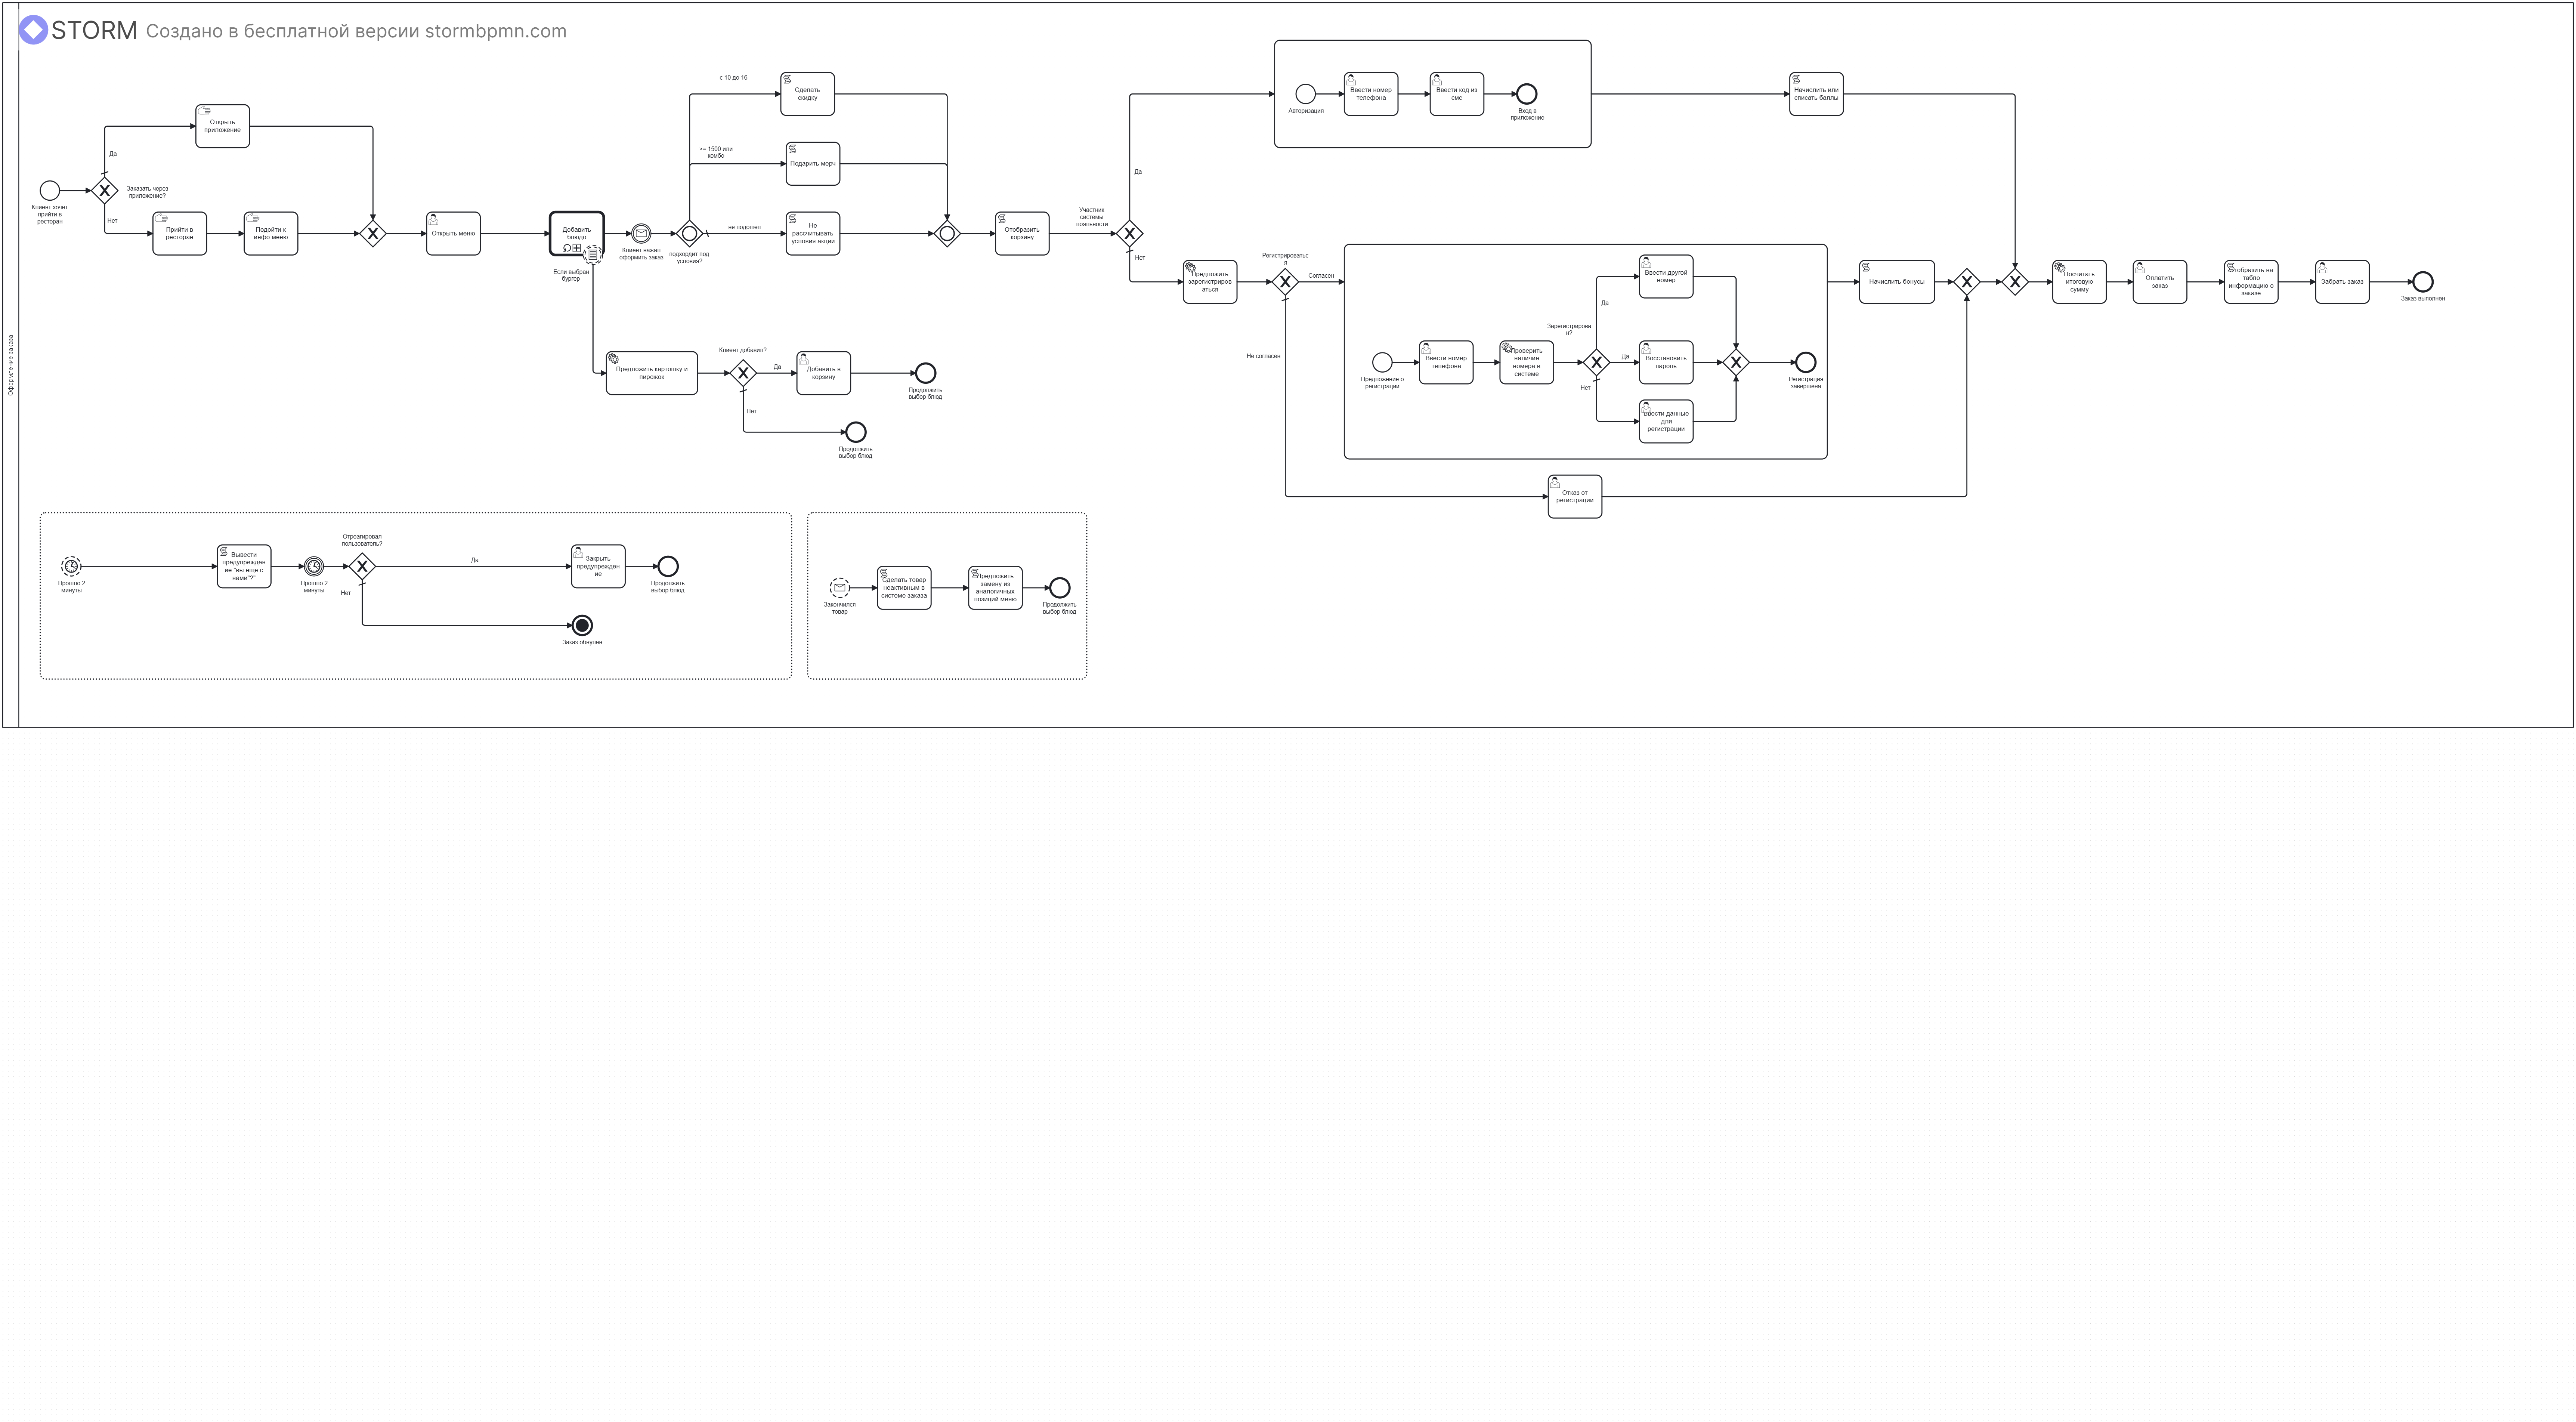 STORM Создано в бесплатной версии stormbpmn.com
Оформление заказа
Клиент хочет
прийти в
ресторан
Заказать через
приложение?
Да
Нет
Открыть
приложение
Прийти в
ресторан
Подойти к
инфо меню
Открыть меню
Добавить
блюдо
Если выбран
бургер
Клиент нажал
оформить заказ
подходит под
условия?
с 10 до 16
>= 1500 или
комбо
не подошел
Сделать
скидку
Подарить мерч
Не
рассчитывать
условия акции
Отобразить
корзину
Предложить картошку и
пирожок
Клиент добавил?
Да
Нет
Добавить в
корзину
Продолжить
выбор блюд
Продолжить
выбор блюд
Участник
системы
лояльности
Да
Нет
Авторизация
Ввести номер
телефона
Ввести код из
смс
Вход в
приложение
Начислить или
списать баллы
Предложить
зарегистриров
аться
Регистрироватьс
я
Согласен
Не согласен
Предложение о
регистрации
Ввести номер
телефона
Проверить
наличие
номера в
системе
Зарегистрирова
н?
Да
Да
Нет
Ввести другой
номер
Восстановить
пароль
Ввести данные
для
регистрации
Регистрация
завершена
Отказ от
регистрации
Начислить бонусы
Посчитать
итоговую
сумму
Оплатить
заказ
Отобразить на
табло
информацию о
заказе
Забрать заказ
Заказ выполнен
Прошло 2
минуты
Вывести
предупрежден
ие "вы еще с
нами"?"
Прошло 2
минуты
Отреагировал
пользователь?
Да
Нет
Закрыть
предупрежден
ие
Продолжить
выбор блюд
Заказ обнулен
Закончился
товар
Сделать товар
неактивным в
системе заказа
Предложить
замену из
аналогичных
позиций меню
Продолжить
выбор блюд